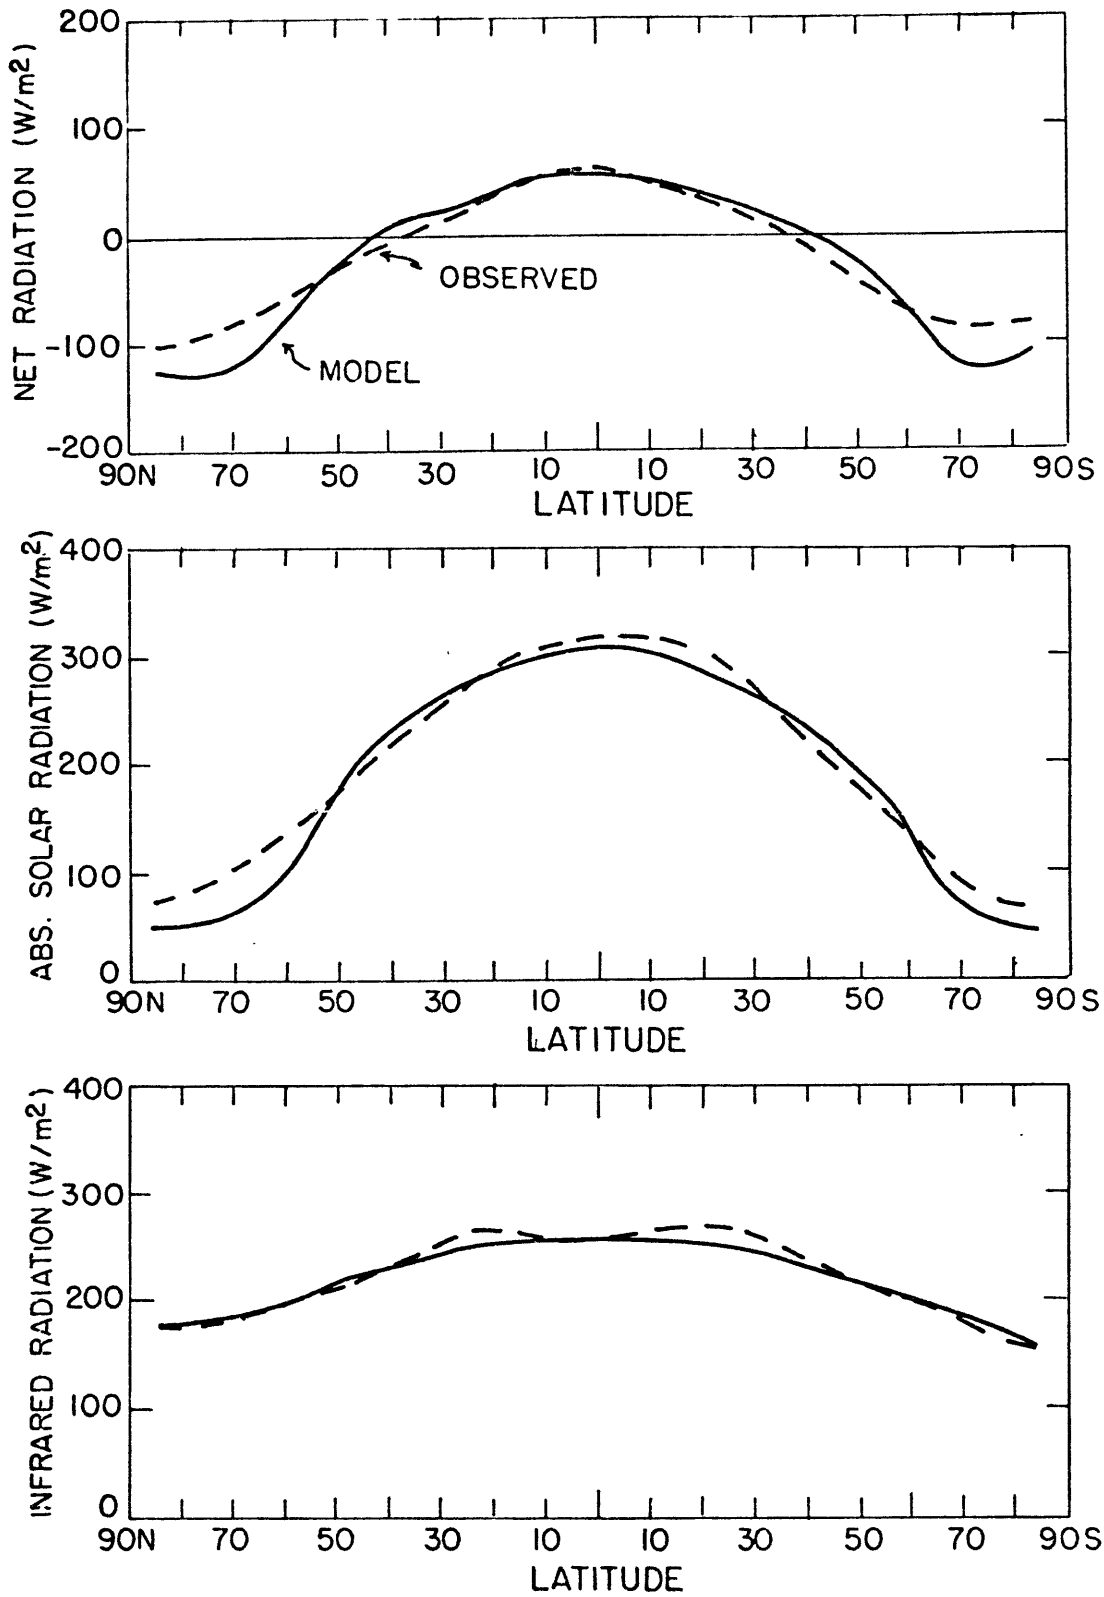 NET RADIATION (W/m2)
200
100
0
-100
-200
OBSERVED
MODEL
90N 70 50 30 10 10 30 50 70 90S
LATITUDE
ABS. SOLAR RADIATION (W/m2)
400
300
200
100
0
90N 70 50 30 10 10 30 50 70 90S
LATITUDE
INFRARED RADIATION (W/m2)
400
300
200
100
0
90N 70 50 30 10 10 30 50 70 90S
LATITUDE